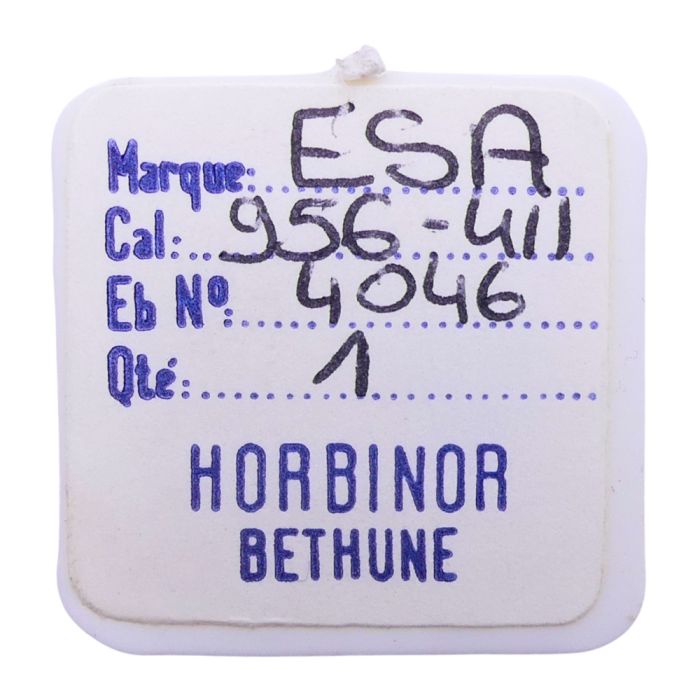 Marque: ESA
Cal: 956-411
Eb Nº: 4046
Qté: 1
HORBINOR
BETHUNE